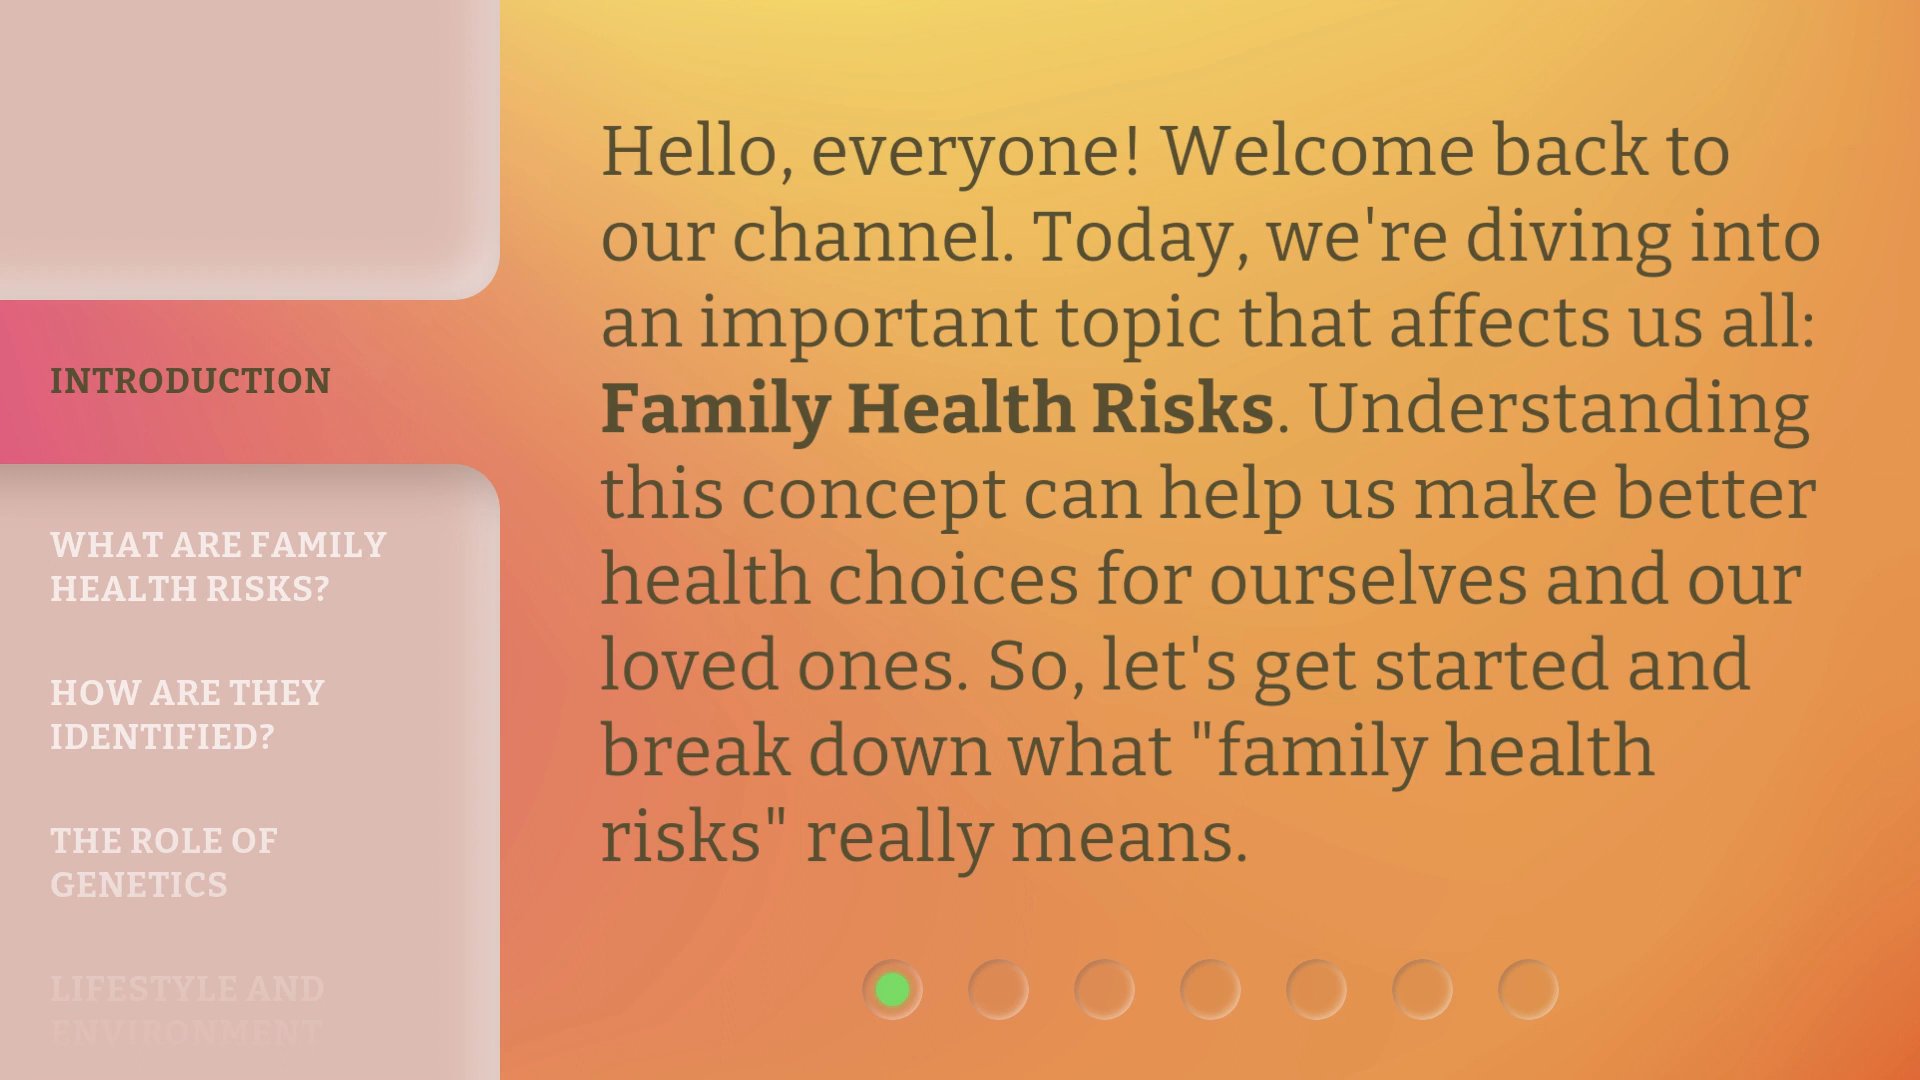 INTRODUCTION
WHAT ARE FAMILY
HEALTH RISKS?
HOW ARE THEY
IDENTIFIED?
THE ROLE OF
GENETICS
LIFESTYLE AND
ENVIRONMENT
Hello, everyone! Welcome back to
our channel. Today, we're diving into
an important topic that affects us all:
Family Health Risks. Understanding
this concept can help us make better
health choices for ourselves and our
loved ones. So, let's get started and
break down what "family health
risks" really means.